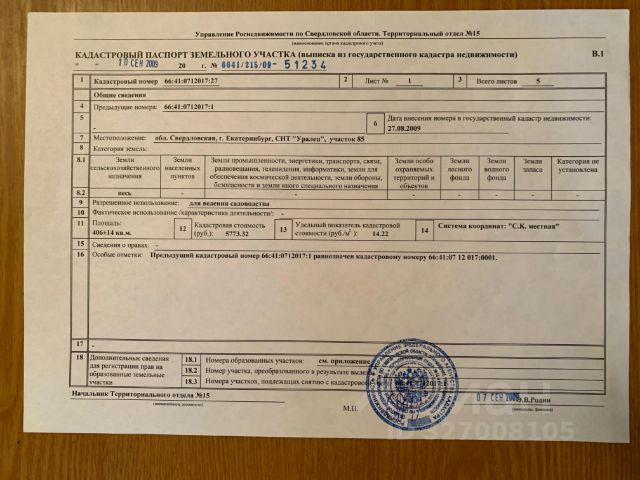 Управление Роснедвижимости по Свердловской области. Территориальный отдел №15
(наименование органа кадастрового учета)
КАДАСТРОВЫЙ ПАСПОРТ ЗЕМЕЛЬНОГО УЧАСТКА (выписка из государственного кадастра недвижимости) В.1
10 СЕН 2009 20 г. № 6641/215/09-51234
1 Кадастровый номер 66:41:0712017:27 2 Лист № 1 3 Всего листов 5
Общие сведения
4 Предыдущие номера: 66:41:0712017:1
5 - 6 Дата внесения номера в государственный кадастр недвижимости: 27.08.2009
7 Местоположение: обл. Свердловская, г. Екатеринбург, СНТ "Уралец", участок 85
8 Категория земель:
8.1 Земли сельскохозяйственного назначения Земли населенных пунктов Земли промышленности, энергетики, транспорта, связи, радиовещания, телевидения, информатики, земли для обеспечения космической деятельности, земли обороны, безопасности и земли иного специального назначения Земли особо охраняемых территорий и объектов Земли лесного фонда Земли водного фонда Земли запаса Категория не установлена
8.2 весь - - - - - - -
9 Разрешенное использование: для ведения садоводства
10 Фактическое использование /характеристика деятельности/: -
11 Площадь: 406±14 кв.м. 12 Кадастровая стоимость (руб.): 5773.32 13 Удельный показатель кадастровой стоимости (руб./м²): 14.22 14 Система координат: "С.К. местная"
15 Сведения о правах: -
16 Особые отметки: Предыдущий кадастровый номер 66:41:0712017:1 равнозначен кадастровому номеру 66:41:07 12 017:0001.
17 -
18 Дополнительные сведения для регистрации прав на образованные земельные участки
18.1 Номера образованных участков: см. приложение
18.2 Номер участка, преобразованного в результате
18.3 Номера участков, подлежащих снятию с кадастрового 66:41:0712017:1
Начальник Территориального отдела №15
М.П.
07 СЕН 2009 Э.В.Родин
(инициалы, фамилия)